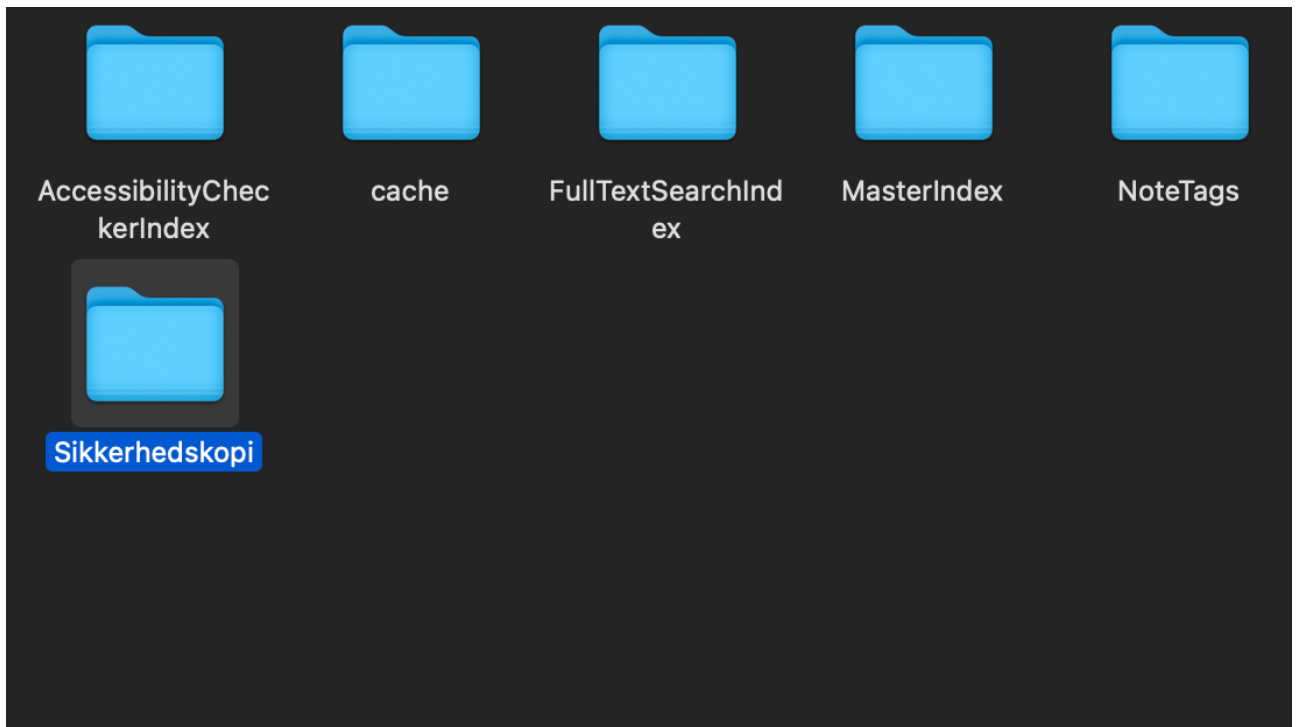 AccessibilityChec
kerIndex
cache
FullTextSearchInd
ex
MasterIndex
NoteTags
Sikkerhedskopi